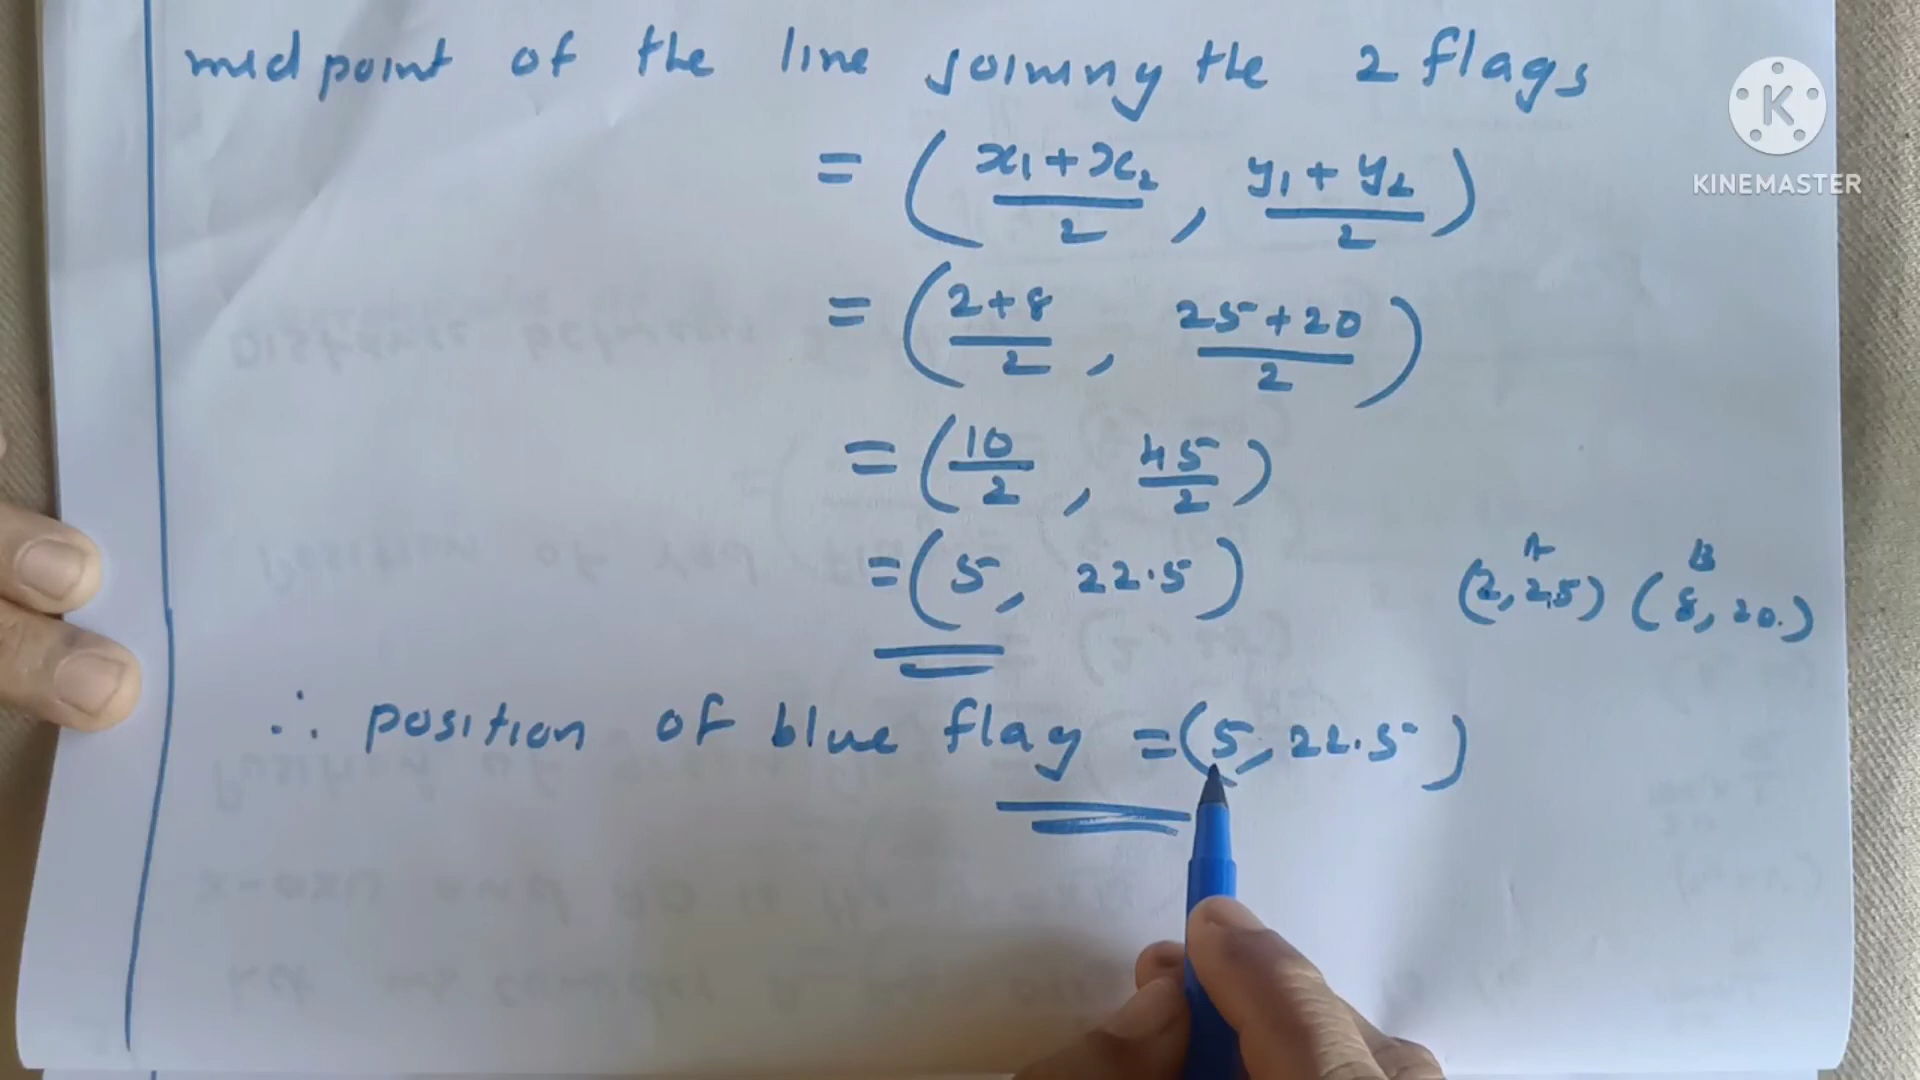 midpoint of the line joining the 2 flags
= (x₁+x₂/2, y₁+y₂/2)
= (2+8/2, 25+20/2)
= (10/2, 45/2)
= (5, 22.5)
A B
(2,25) (8,20)
∴ position of blue flag = (5,22.5)
KINEMASTER